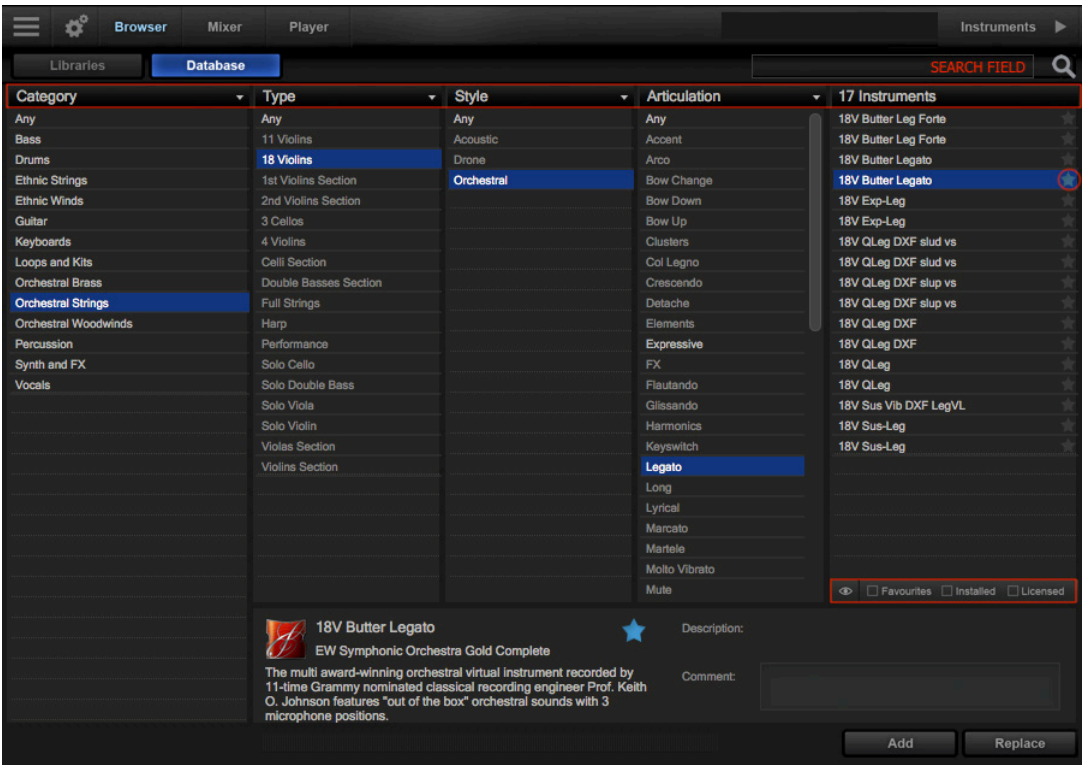 Browser Mixer Player Instruments
Libraries Database SEARCH FIELD
Category Type Style Articulation 17 Instruments
Any Any Any Any 18V Butter Leg Forte
Bass 11 Violins Acoustic Accent 18V Butter Leg Forte
Drums 18 Violins Drone Arco 18V Butter Legato
Ethnic Strings 1st Violins Section Orchestral Bow Change 18V Butter Legato
Ethnic Winds 2nd Violins Section Bow Down 18V Exp-Leg
Guitar 3 Cellos Bow Up 18V Exp-Leg
Keyboards 4 Violins Clusters 18V QLeg DXF slud vs
Loops and Kits Celli Section Col Legno 18V QLeg DXF slud vs
Orchestral Brass Double Basses Section Crescendo 18V QLeg DXF slup vs
Orchestral Strings Full Strings Detache 18V QLeg DXF slup vs
Orchestral Woodwinds Harp Elements 18V QLeg DXF
Percussion Performance Expressive 18V QLeg DXF
Synth and FX Solo Cello FX 18V QLeg
Vocals Solo Double Bass Flautando 18V QLeg
Solo Viola Glissando 18V Sus Vib DXF LegVL
Solo Violin Harmonics 18V Sus-Leg
Violas Section Keyswitch 18V Sus-Leg
Violins Section Legato
Long
Lyrical
Marcato
Martele
Molto Vibrato
Mute Favourites Installed Licensed
18V Butter Legato Description:
EW Symphonic Orchestra Gold Complete
The multi award-winning orchestral virtual instrument recorded by
11-time Grammy nominated classical recording engineer Prof. Keith Comment:
O. Johnson features "out of the box" orchestral sounds with 3
microphone positions.
Add Replace